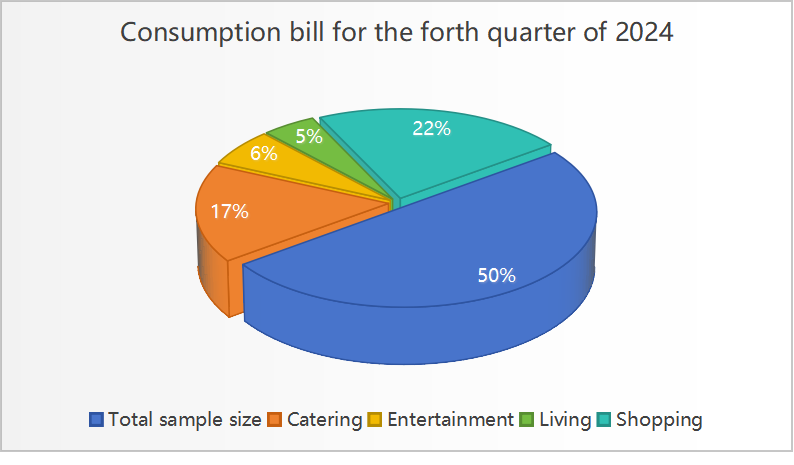 Consumption bill for the forth quarter of 2024
22%
5%
6%
17%
50%
Total sample size Catering Entertainment Living Shopping